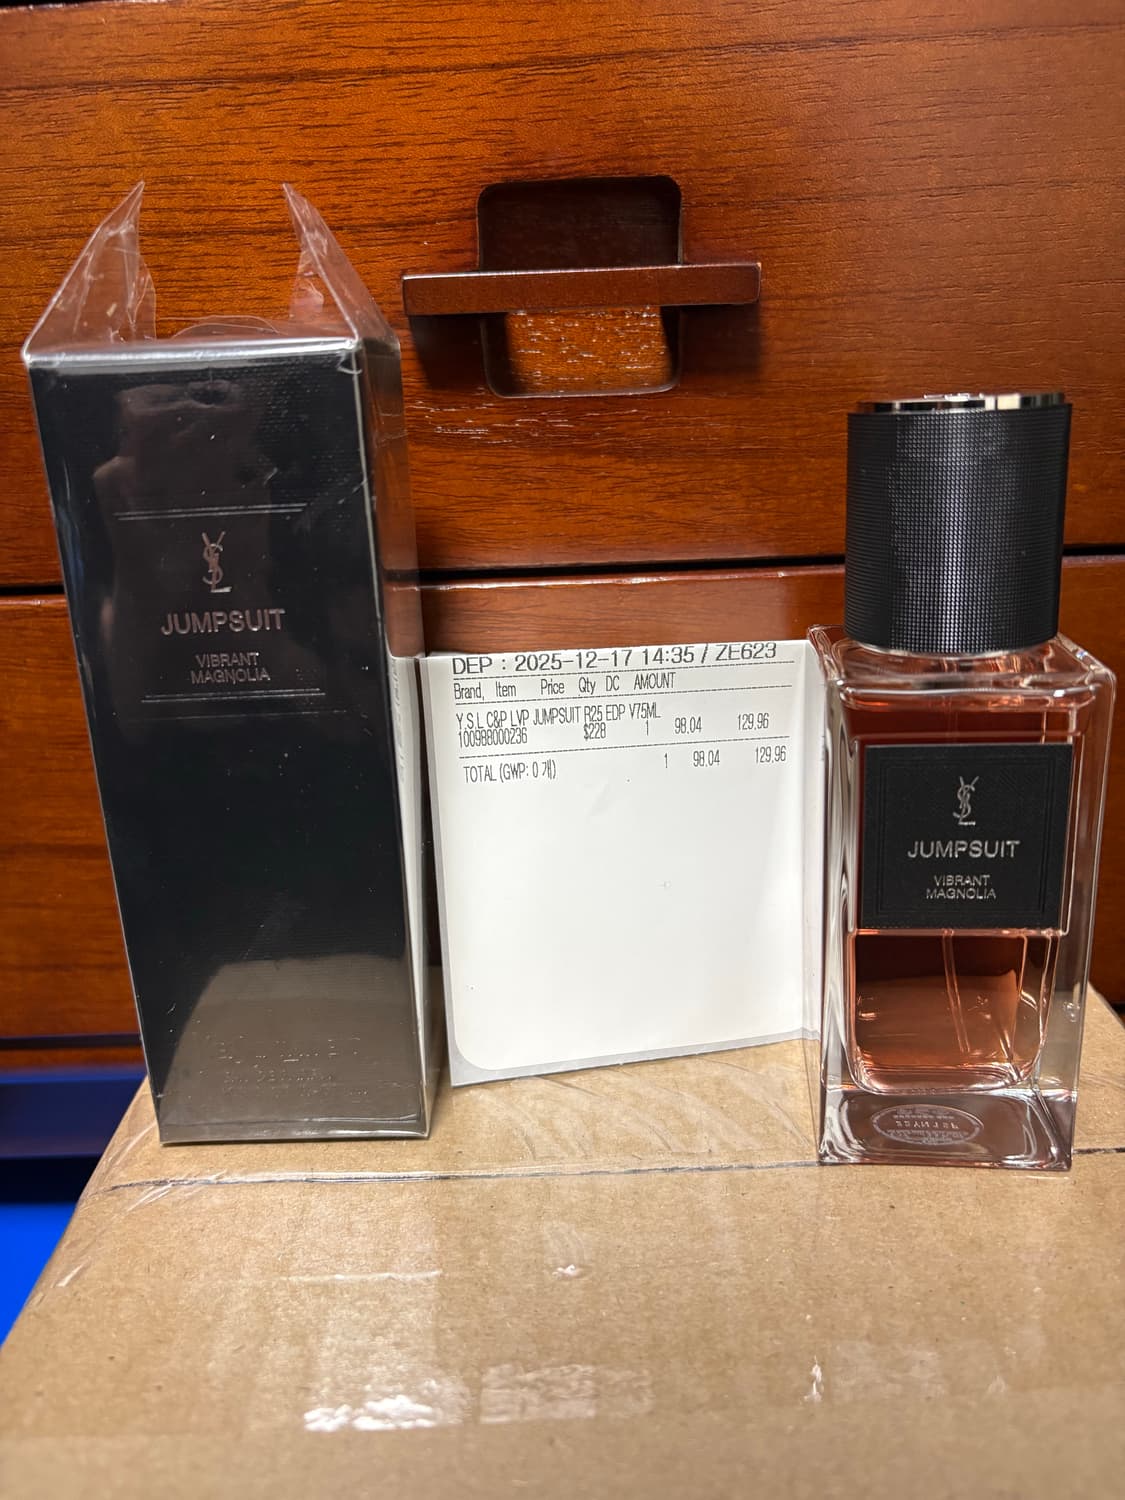 YSL
JUMPSUIT
VIBRANT
MAGNOLIA
DEP : 2025-12-17 14:35 / ZE623
Brand, Item Price Qty DC AMOUNT
Y.S.L C&P LVP JUMPSUIT R25 EDP V75ML
100988000236 $228 1 98.04 129.96
TOTAL (GWP: 0 개) 1 98.04 129.96
YSL
JUMPSUIT
VIBRANT
MAGNOLIA